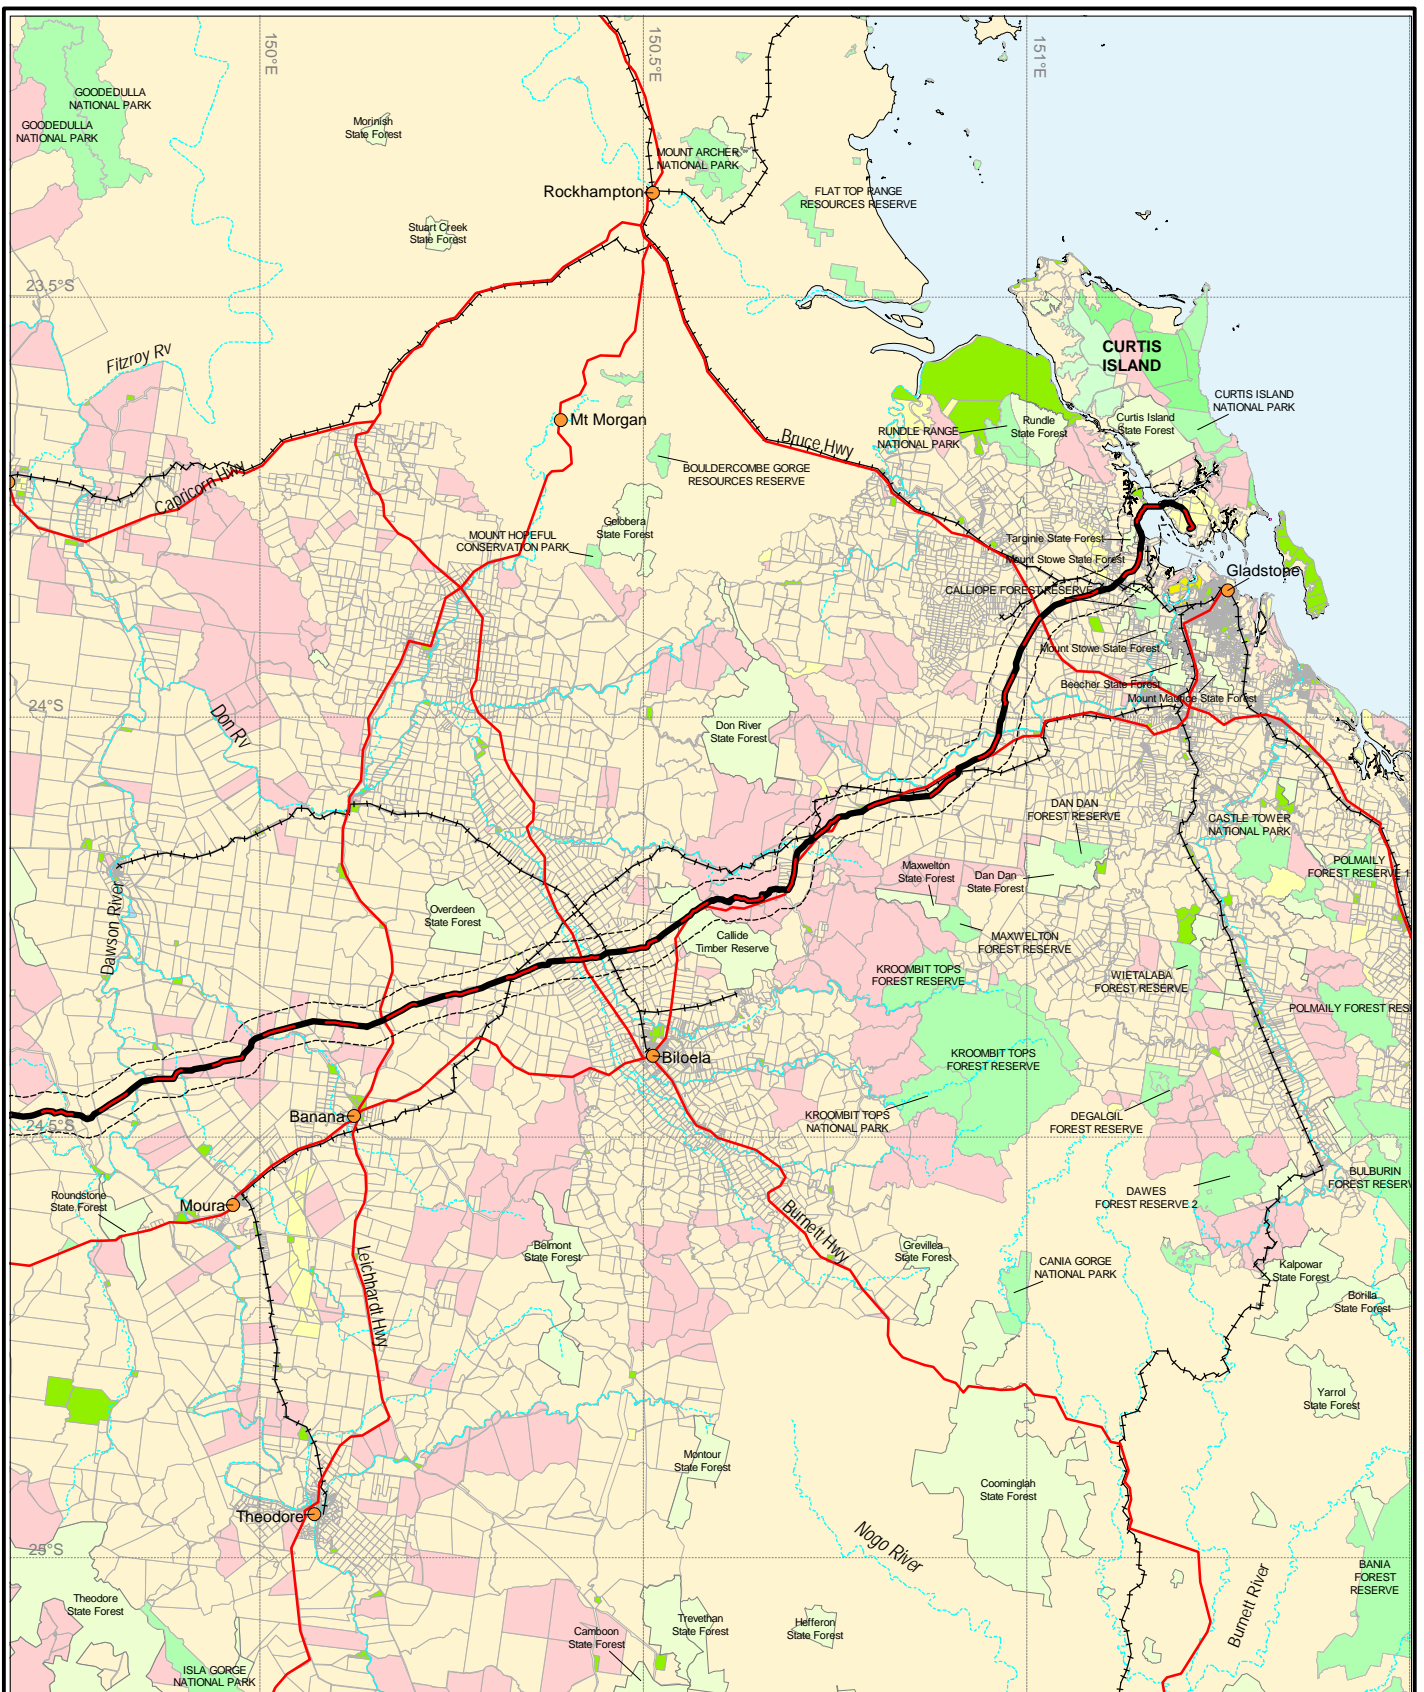 150°E
150.5°E
151°E
GOODEDULLA
NATIONAL PARK
GOODEDULLA
NATIONAL PARK
Morinish
State Forest
MOUNT ARCHER
NATIONAL PARK
Rockhampton
FLAT TOP RANGE
RESOURCES RESERVE
Stuart Creek
State Forest
23.5°S
Fitzroy Rv
CURTIS
ISLAND
CURTIS ISLAND
NATIONAL PARK
Mt Morgan
Curtis Island
State Forest
Rundle
State Forest
RUNDLE RANGE
NATIONAL PARK
Bruce Hwy
BOULDERCOMBE GORGE
RESOURCES RESERVE
Capricorn Hwy
Gelobera
State Forest
MOUNT HOPEFUL
CONSERVATION PARK
Targinie State Forest
Mount Stowe State Forest
Gladstone
CALLIOPE FOREST RESERVE
Mount Stowe State Forest
Beecher State Forest
Mount Maurice State Forest
24°S
Don Rv
Don River
State Forest
DAN DAN
FOREST RESERVE
CASTLE TOWER
NATIONAL PARK
POLMAILY
FOREST RESERVE 1
Maxwelton
State Forest
Dan Dan
State Forest
Dawson River
Overdeen
State Forest
Callide
Timber Reserve
MAXWELTON
FOREST RESERVE
KROOMBIT TOPS
FOREST RESERVE
WIETALABA
FOREST RESERVE
POLMAILY FOREST RES
Biloela
KROOMBIT TOPS
FOREST RESERVE
Banana
KROOMBIT TOPS
NATIONAL PARK
DEGALGIL
FOREST RESERVE
24.5°S
Roundstone
State Forest
Moura
BULBURIN
FOREST RESERV
DAWES
FOREST RESERVE 2
Burnett Hwy
Belmont
State Forest
Grevillea
State Forest
CANIA GORGE
NATIONAL PARK
Kalpowar
State Forest
Borilla
State Forest
Leichhardt Hwy
Yarrol
State Forest
Montour
State Forest
Coominglah
State Forest
Theodore
Nogo River
25°S
BANIA
FOREST
RESERVE
Theodore
State Forest
Burnett River
Trevethan
State Forest
Hefferon
State Forest
Camboon
State Forest
ISLA GORGE
NATIONAL PARK